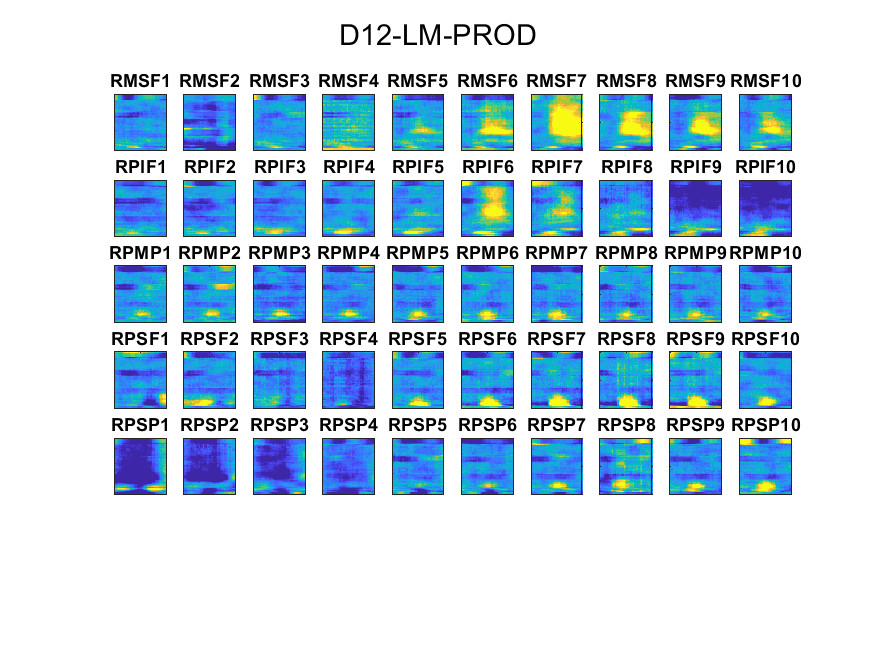 D12-LM-PROD
RMSF1 RMSF2 RMSF3 RMSF4 RMSF5 RMSF6 RMSF7 RMSF8 RMSF9 RMSF10
RPIF1 RPIF2 RPIF3 RPIF4 RPIF5 RPIF6 RPIF7 RPIF8 RPIF9 RPIF10
RPMP1 RPMP2 RPMP3 RPMP4 RPMP5 RPMP6 RPMP7 RPMP8 RPMP9 RPMP10
RPSF1 RPSF2 RPSF3 RPSF4 RPSF5 RPSF6 RPSF7 RPSF8 RPSF9 RPSF10
RPSP1 RPSP2 RPSP3 RPSP4 RPSP5 RPSP6 RPSP7 RPSP8 RPSP9 RPSP10